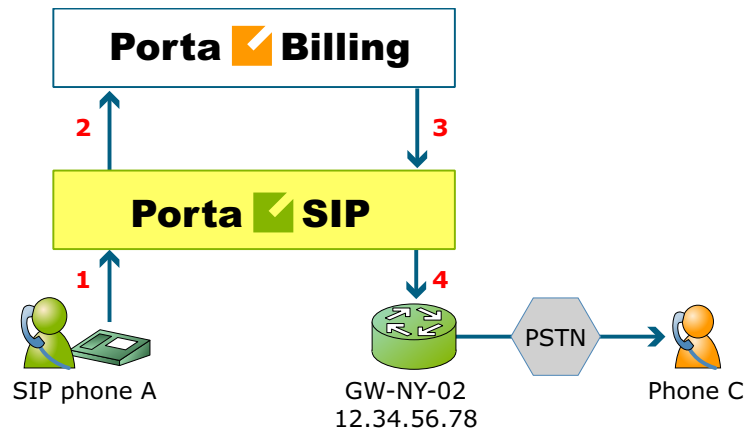 Porta Billing
2
3
Porta SIP
1
4
PSTN
SIP phone A
GW-NY-02
12.34.56.78
Phone C